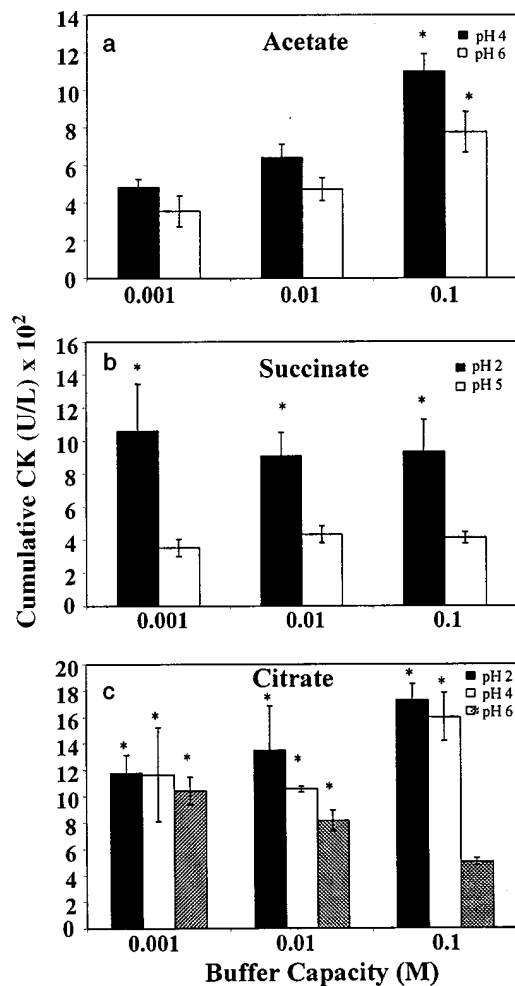 a
Acetate
pH 4
pH 6
14
12
10
8
6
4
2
0
*
*
0.001
0.01
0.1
b
Succinate
pH 2
pH 5
16
14
12
10
8
6
4
2
0
*
*
*
0.001
0.01
0.1
Cumulative CK (U/L) x 10²
c
Citrate
pH 2
pH 4
pH 6
20
18
16
14
12
10
8
6
4
2
0
* * *
* * *
* * *
0.001
0.01
0.1
Buffer Capacity (M)